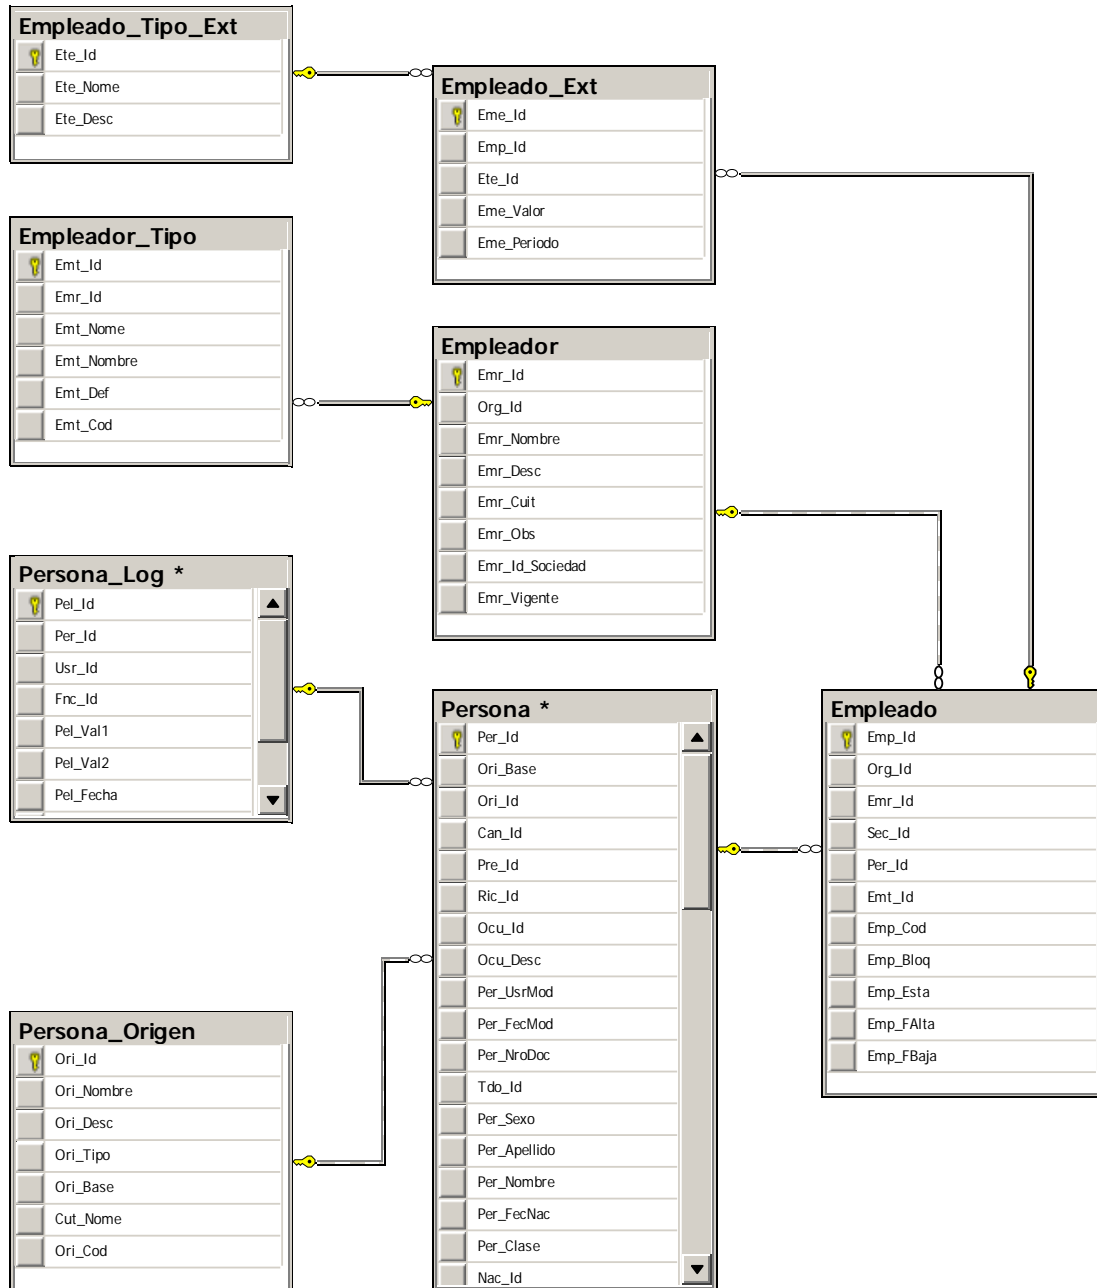 Empleado_Tipo_Ext
Ete_Id
Ete_Nome
Ete_Desc
Empleado_Ext
Eme_Id
Emp_Id
Ete_Id
Eme_Valor
Eme_Periodo
Empleador_Tipo
Emt_Id
Emr_Id
Emt_Nome
Emt_Nombre
Emt_Def
Emt_Cod
Empleador
Emr_Id
Org_Id
Emr_Nombre
Emr_Desc
Emr_Cuit
Emr_Obs
Emr_Id_Sociedad
Emr_Vigente
Persona_Log *
Pel_Id
Per_Id
Usr_Id
Fnc_Id
Pel_Val1
Pel_Val2
Pel_Fecha
Persona *
Per_Id
Ori_Base
Ori_Id
Can_Id
Pre_Id
Ric_Id
Ocu_Id
Ocu_Desc
Per_UsrMod
Per_FecMod
Per_NroDoc
Tdo_Id
Per_Sexo
Per_Apellido
Per_Nombre
Per_FecNac
Per_Clase
Nac_Id
Empleado
Emp_Id
Org_Id
Emr_Id
Sec_Id
Per_Id
Emt_Id
Emp_Cod
Emp_Bloq
Emp_Esta
Emp_FAlta
Emp_FBaja
Persona_Origen
Ori_Id
Ori_Nombre
Ori_Desc
Ori_Tipo
Ori_Base
Cut_Nome
Ori_Cod